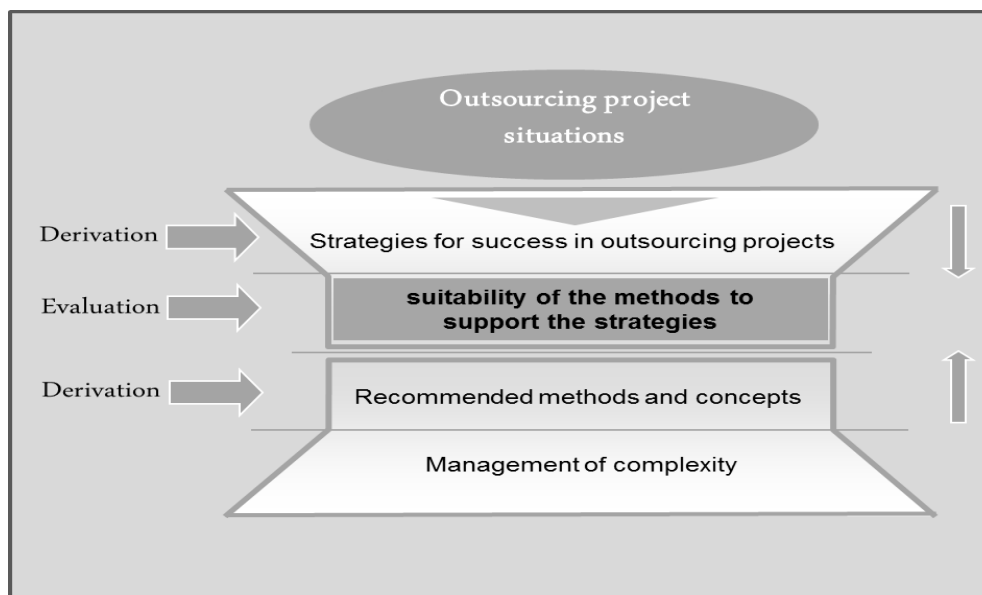 Outsourcing project
situations
Derivation
Strategies for success in outsourcing projects
Evaluation
suitability of the methods to
support the strategies
Derivation
Recommended methods and concepts
Management of complexity